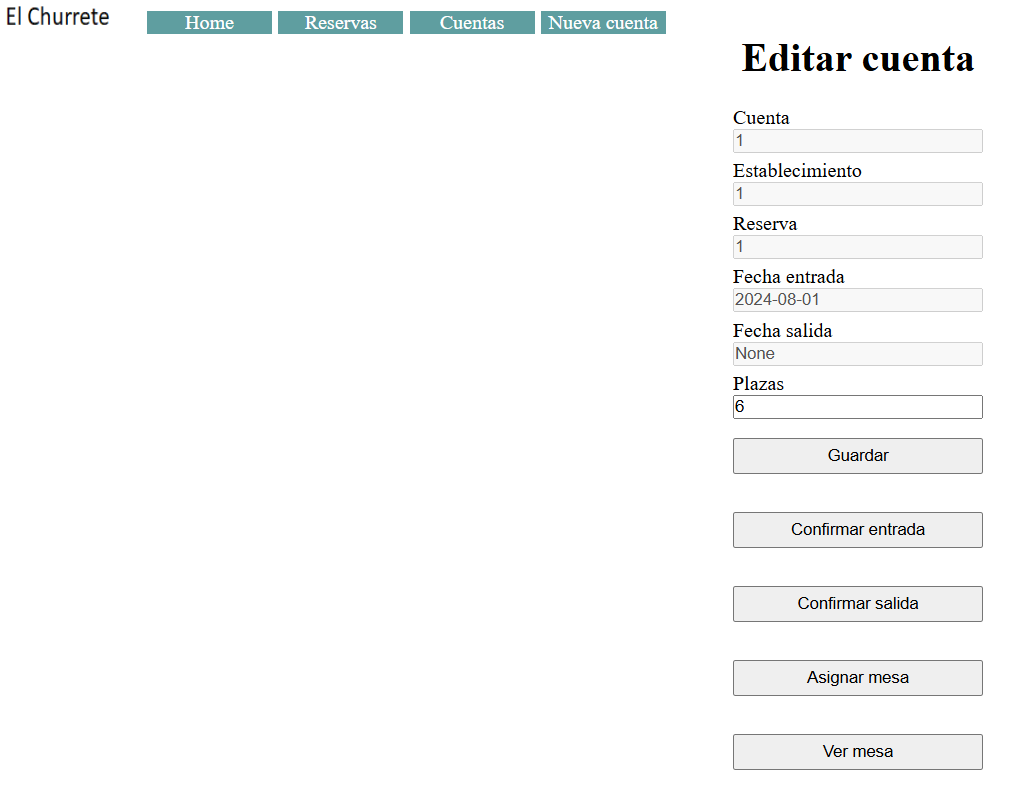 El Churrete
Home Reservas Cuentas Nueva cuenta
Editar cuenta
Cuenta
1
Establecimiento
1
Reserva
1
Fecha entrada
2024-08-01
Fecha salida
None
Plazas
6
Guardar
Confirmar entrada
Confirmar salida
Asignar mesa
Ver mesa